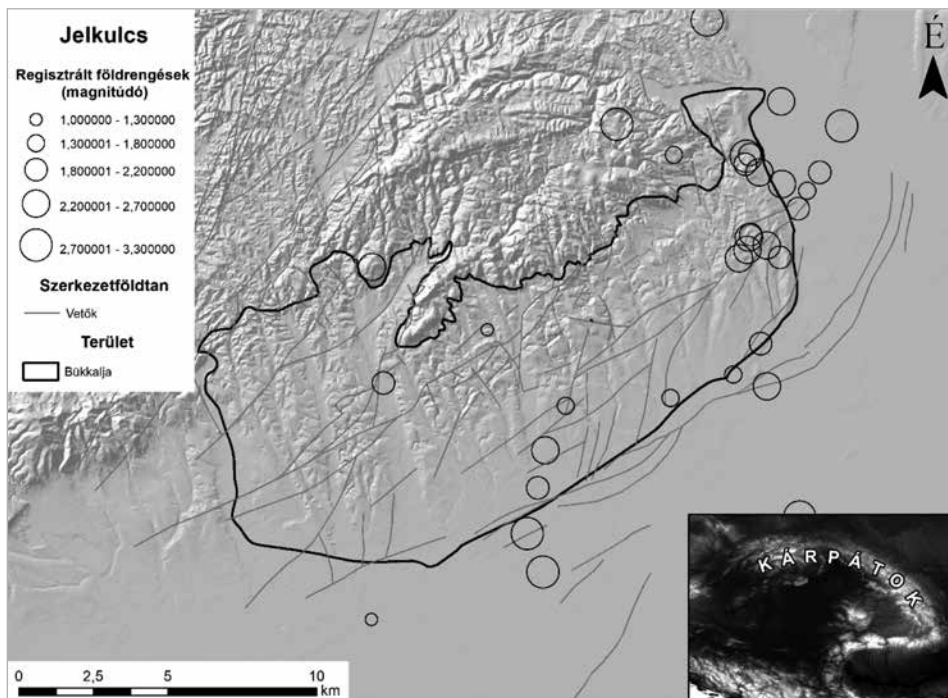 Jelkulcs
Regisztrált földrengések
(magnitúdó)
1,000000 - 1,300000
1,300001 - 1,800000
1,800001 - 2,200000
2,200001 - 2,700000
2,700001 - 3,300000
Szerkezetföldtan
Vetők
Terület
Bükkalja
É
KÁRPÁTOK
0 2,5 5 10
km